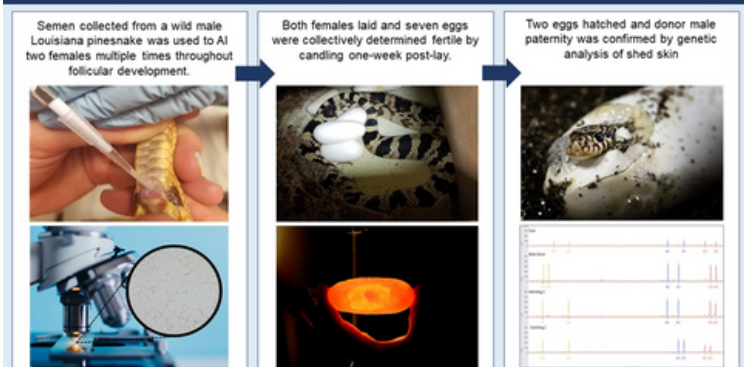 Semen collected from a wild male
Louisiana pinesnake was used to AI
two females multiple times throughout
follicular development.
Both females laid and seven eggs
were collectively determined fertile by
candling one-week post-lay.
Two eggs hatched and donor male
paternity was confirmed by genetic
analysis of shed skin